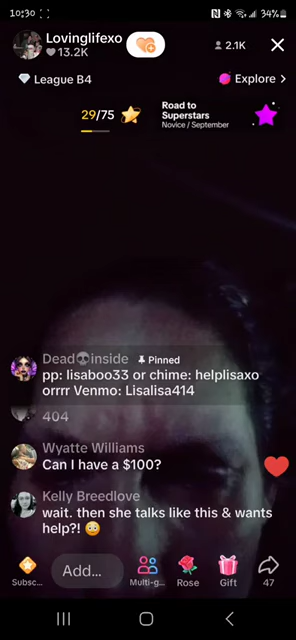 10:30
34%
Lovinglifexo
13.2K
2.1K
League B4
Explore >
29/75
Road to
Superstars
Novice / September
Dead💀inside Pinned
pp: lisaboo33 or chime: helplisaxo
orrrr Venmo: Lisalisa414
404
Wyatte Williams
Can I have a $100?
Kelly Breedlove
wait. then she talks like this & wants
help?! 😳
Subsc...
Add...
Multi-g...
Rose
Gift
47